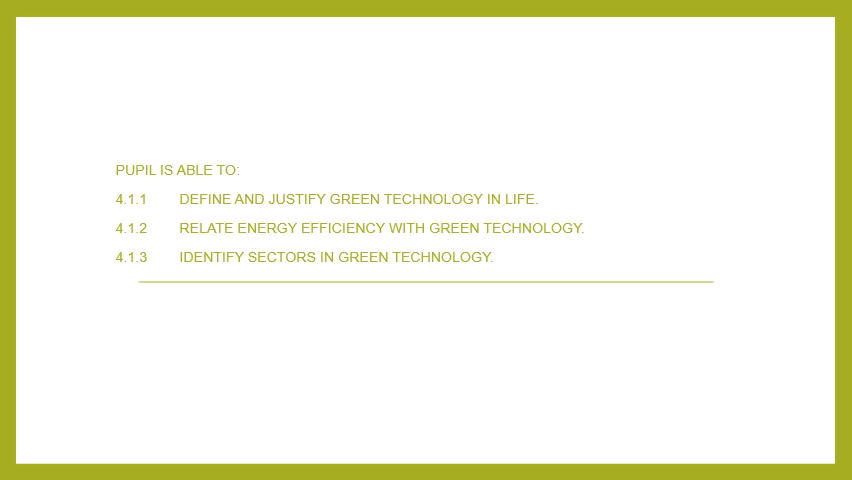 PUPIL IS ABLE TO:
4.1.1 DEFINE AND JUSTIFY GREEN TECHNOLOGY IN LIFE.
4.1.2 RELATE ENERGY EFFICIENCY WITH GREEN TECHNOLOGY.
4.1.3 IDENTIFY SECTORS IN GREEN TECHNOLOGY.